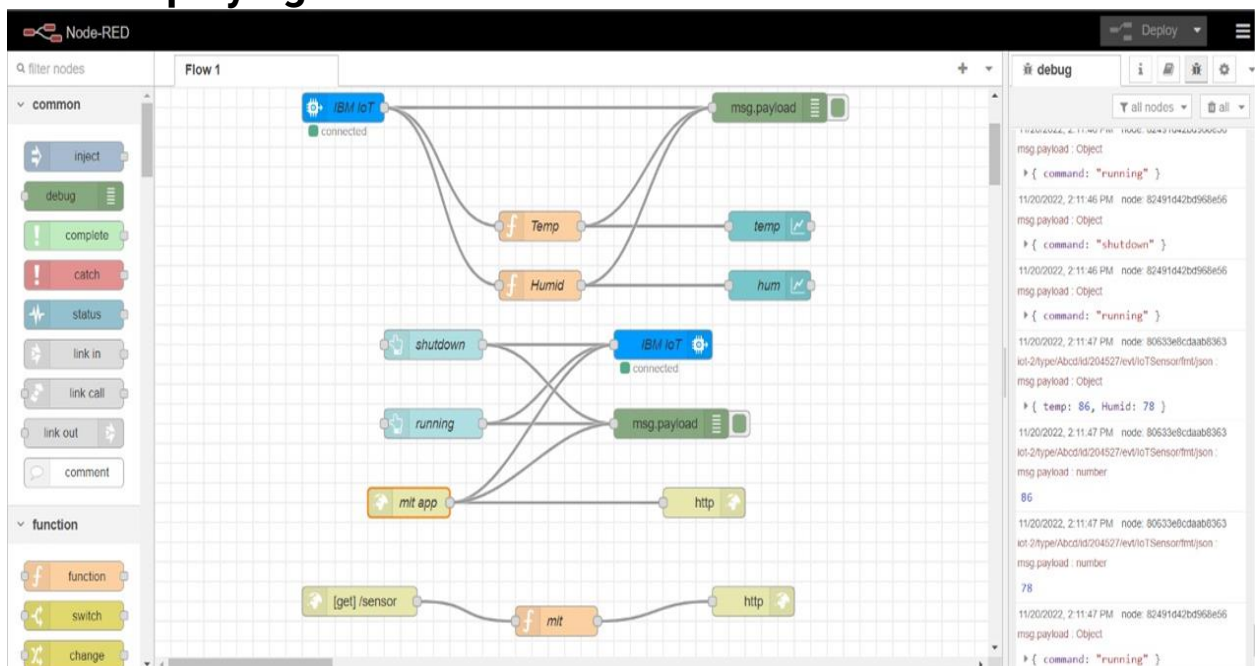 Node-RED
Deploy
filter nodes
Flow 1
debug
i
all nodes
all
common
inject
debug
complete
catch
status
link in
link call
link out
comment
function
function
switch
change
IBM IoT
connected
msg.payload
Temp
temp
Humid
hum
shutdown
IBM IoT
connected
running
msg.payload
mit app
http
[get] /sensor
mit
http
msg.payload : Object
{ command: "running" }
11/20/2022, 2:11:46 PM node: 82491d42bd968e56
msg.payload : Object
{ command: "shutdown" }
11/20/2022, 2:11:46 PM node: 82491d42bd968e56
msg.payload : Object
{ command: "running" }
11/20/2022, 2:11:47 PM node: 80633e8cdaab8363
iot-2/type/Abcd/id/204527/evt/IoTSensor/fmt/json :
msg.payload : Object
{ temp: 86, Humid: 78 }
11/20/2022, 2:11:47 PM node: 80633e8cdaab8363
iot-2/type/Abcd/id/204527/evt/IoTSensor/fmt/json :
msg.payload : number
86
11/20/2022, 2:11:47 PM node: 80633e8cdaab8363
iot-2/type/Abcd/id/204527/evt/IoTSensor/fmt/json :
msg.payload : number
78
11/20/2022, 2:11:47 PM node: 82491d42bd968e56
msg.payload : Object
{ command: "running" }